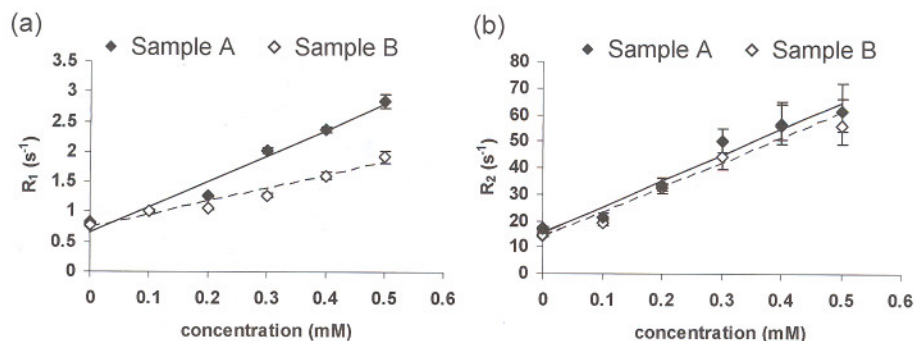 (a)
◆ Sample A ◇ Sample B
R₁ (s⁻¹)
3.5
3
2.5
2
1.5
1
0.5
0
0 0.1 0.2 0.3 0.4 0.5 0.6
concentration (mM)
(b)
◆ Sample A ◇ Sample B
R₂ (s⁻¹)
80
70
60
50
40
30
20
10
0
0 0.1 0.2 0.3 0.4 0.5 0.6
concentration (mM)